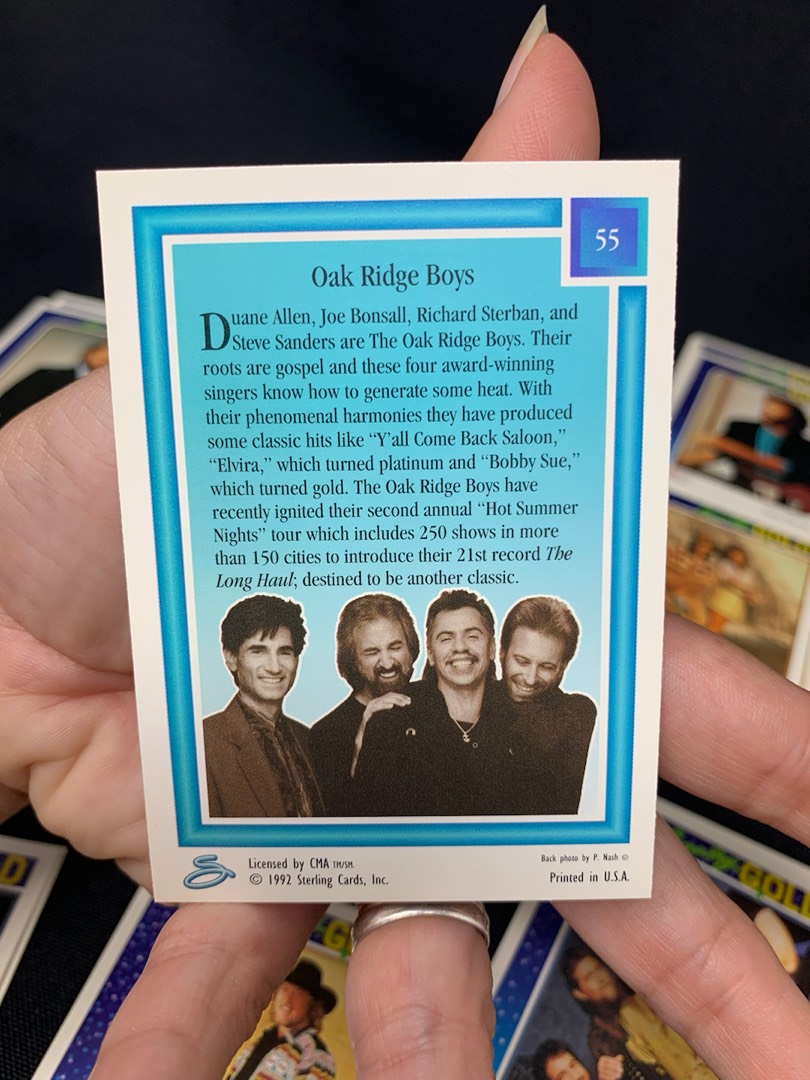 55
Oak Ridge Boys
Duane Allen, Joe Bonsall, Richard Sterban, and
Steve Sanders are The Oak Ridge Boys. Their
roots are gospel and these four award-winning
singers know how to generate some heat. With
their phenomenal harmonies they have produced
some classic hits like “Y'all Come Back Saloon,”
“Elvira,” which turned platinum and “Bobby Sue,”
which turned gold. The Oak Ridge Boys have
recently ignited their second annual “Hot Summer
Nights” tour which includes 250 shows in more
than 150 cities to introduce their 21st record The
Long Haul; destined to be another classic.
Licensed by CMA TM/SM.
© 1992 Sterling Cards, Inc.
Back photo by P. Nash ©
Printed in U.S.A.
GOLD